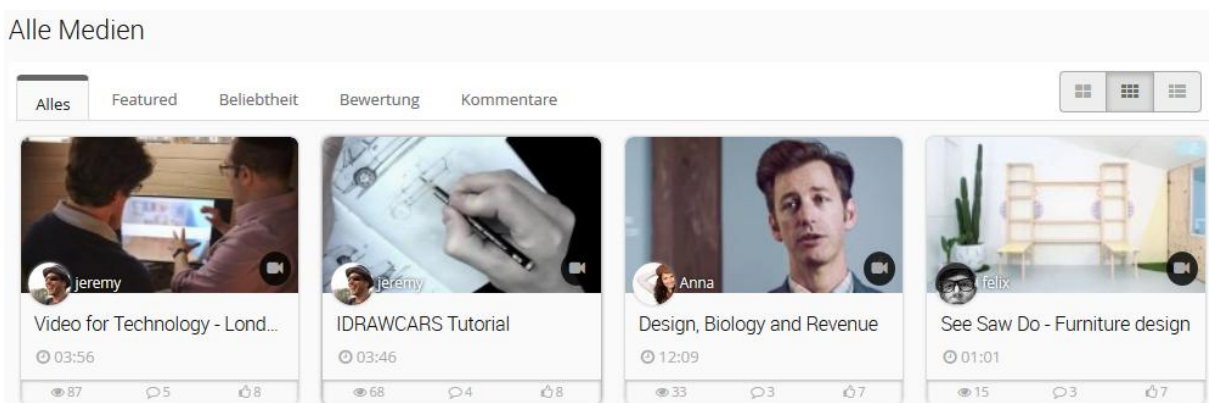 Alle Medien
Alles Featured Beliebtheit Bewertung Kommentare
jeremy
jeremy
Anna
felix
Video for Technology - Lond...
IDRAWCARS Tutorial
Design, Biology and Revenue
See Saw Do - Furniture design
03:56
03:46
12:09
01:01
87 5 8
68 4 8
33 3 7
15 3 7